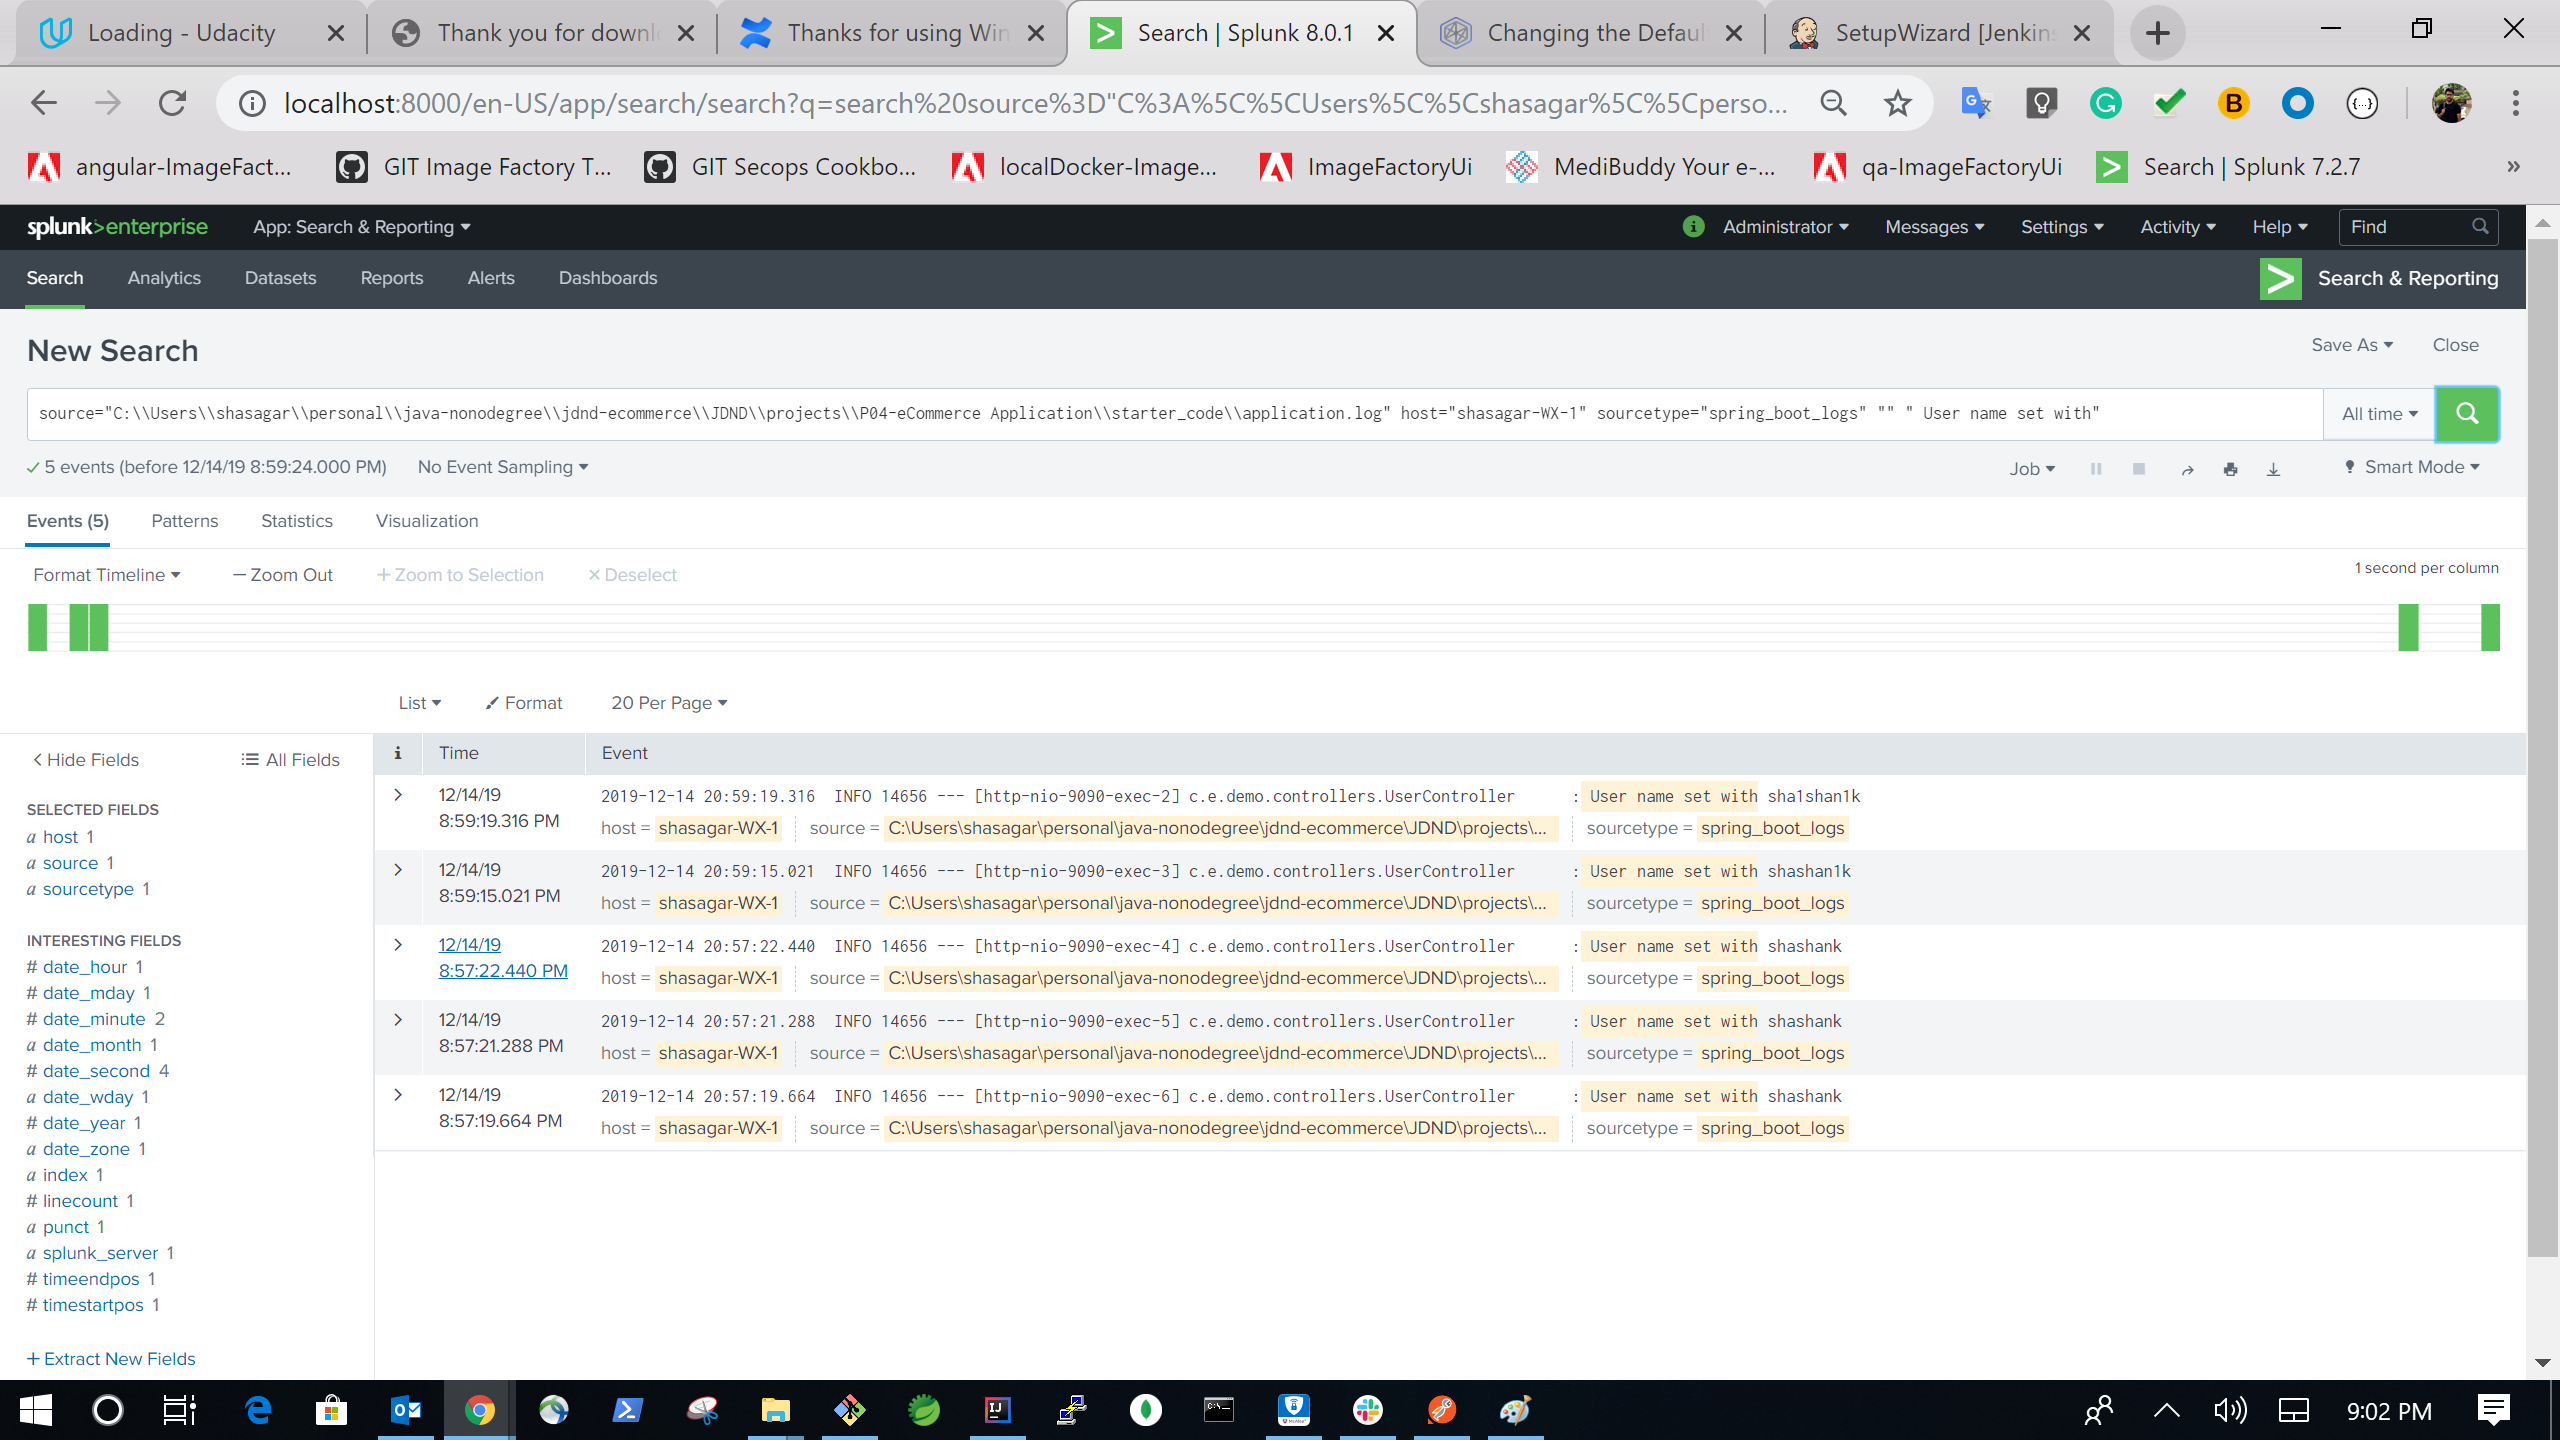 Loading - Udacity
Thank you for downl
Thanks for using Win
Search | Splunk 8.0.1
Changing the Defaul
SetupWizard [Jenkins
localhost:8000/en-US/app/search/search?q=search%20source%3D"C%3A%5C%5CUsers%5C%5Cshasagar%5C%5Cperso...
angular-ImageFact...
GIT Image Factory T...
GIT Secops Cookbo...
localDocker-Image...
ImageFactoryUi
MediBuddy Your e-...
qa-ImageFactoryUi
Search | Splunk 7.2.7
»
splunk>enterprise
App: Search & Reporting
Administrator
Messages
Settings
Activity
Help
Find
Search
Analytics
Datasets
Reports
Alerts
Dashboards
Search & Reporting
New Search
Save As
Close
source="C:\\Users\\shasagar\\personal\\java-nonodegree\\jdnd-ecommerce\\JDND\\projects\\P04-eCommerce Application\\starter_code\\application.log" host="shasagar-WX-1" sourcetype="spring_boot_logs" "" " User name set with"
All time
5 events (before 12/14/19 8:59:24.000 PM)
No Event Sampling
Job
Smart Mode
Events (5)
Patterns
Statistics
Visualization
Format Timeline
— Zoom Out
+ Zoom to Selection
× Deselect
1 second per column
List
Format
20 Per Page
< Hide Fields
All Fields
SELECTED FIELDS
a host 1
a source 1
a sourcetype 1
INTERESTING FIELDS
# date_hour 1
# date_mday 1
# date_minute 2
a date_month 1
# date_second 4
a date_wday 1
# date_year 1
a date_zone 1
a index 1
# linecount 1
a punct 1
a splunk_server 1
# timeendpos 1
# timestartpos 1
+ Extract New Fields
i
Time
Event
12/14/19
8:59:19.316 PM
2019-12-14 20:59:19.316 INFO 14656 --- [http-nio-9090-exec-2] c.e.demo.controllers.UserController : User name set with sha1shan1k
host = shasagar-WX-1 source = C:\Users\shasagar\personal\java-nonodegree\jdnd-ecommerce\JDND\projects\... sourcetype = spring_boot_logs
12/14/19
8:59:15.021 PM
2019-12-14 20:59:15.021 INFO 14656 --- [http-nio-9090-exec-3] c.e.demo.controllers.UserController : User name set with shashan1k
host = shasagar-WX-1 source = C:\Users\shasagar\personal\java-nonodegree\jdnd-ecommerce\JDND\projects\... sourcetype = spring_boot_logs
12/14/19
8:57:22.440 PM
2019-12-14 20:57:22.440 INFO 14656 --- [http-nio-9090-exec-4] c.e.demo.controllers.UserController : User name set with shashank
host = shasagar-WX-1 source = C:\Users\shasagar\personal\java-nonodegree\jdnd-ecommerce\JDND\projects\... sourcetype = spring_boot_logs
12/14/19
8:57:21.288 PM
2019-12-14 20:57:21.288 INFO 14656 --- [http-nio-9090-exec-5] c.e.demo.controllers.UserController : User name set with shashank
host = shasagar-WX-1 source = C:\Users\shasagar\personal\java-nonodegree\jdnd-ecommerce\JDND\projects\... sourcetype = spring_boot_logs
12/14/19
8:57:19.664 PM
2019-12-14 20:57:19.664 INFO 14656 --- [http-nio-9090-exec-6] c.e.demo.controllers.UserController : User name set with shashank
host = shasagar-WX-1 source = C:\Users\shasagar\personal\java-nonodegree\jdnd-ecommerce\JDND\projects\... sourcetype = spring_boot_logs
9:02 PM